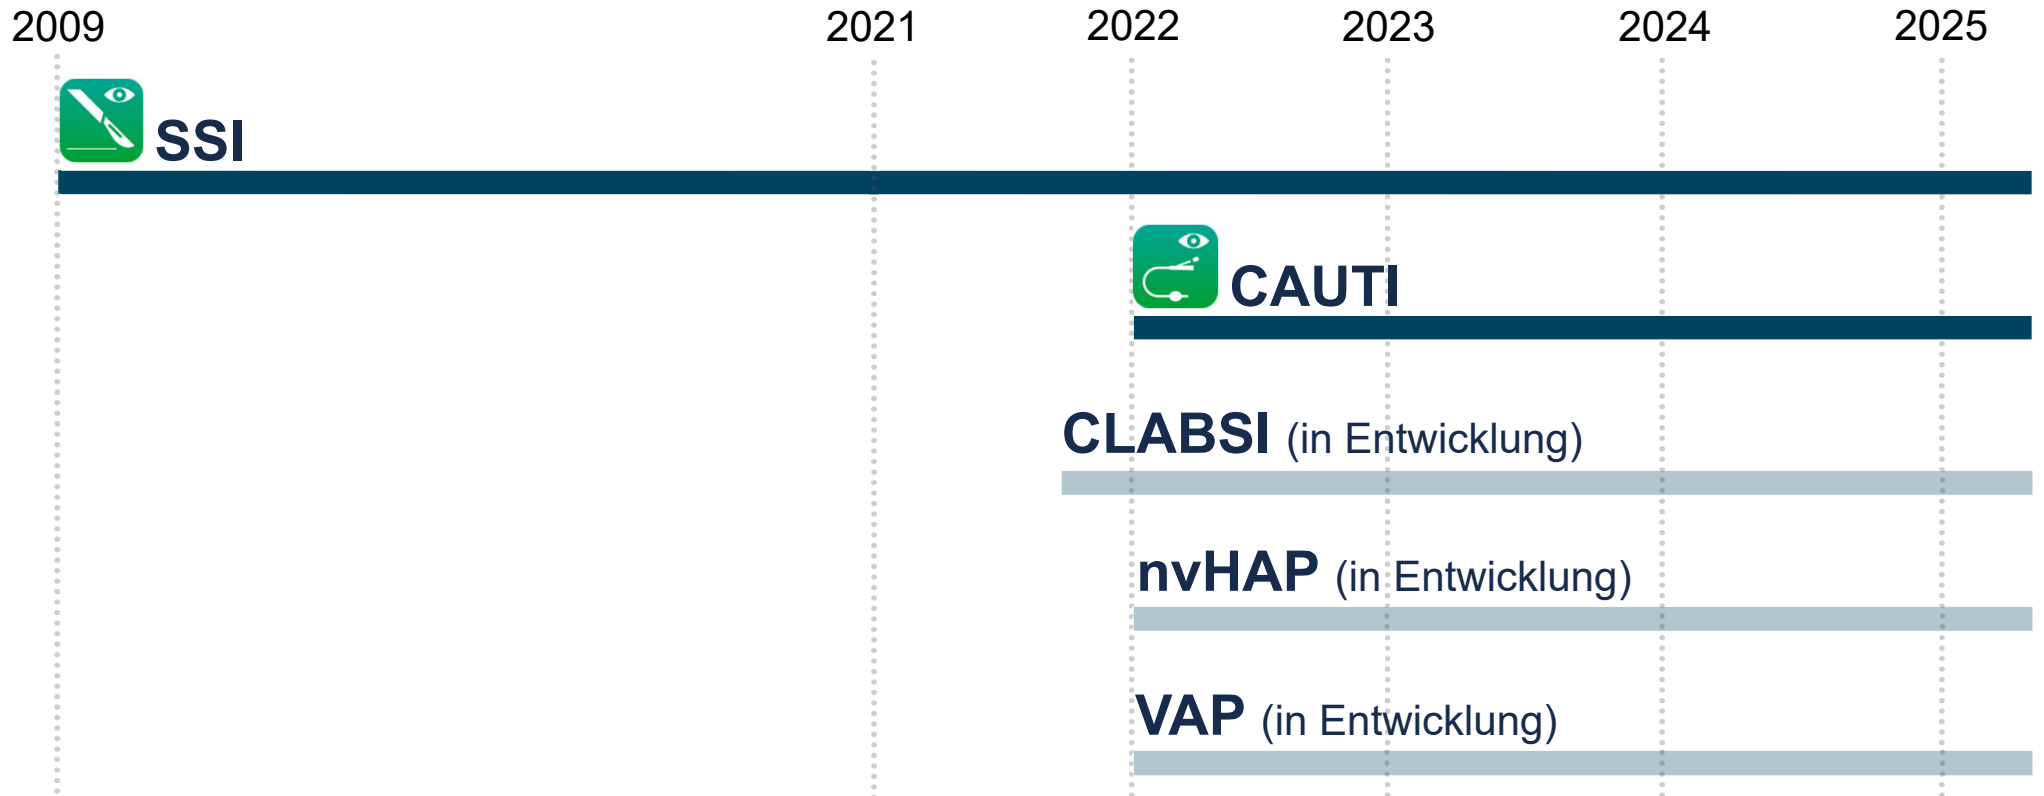 2009 2021 2022 2023 2024 2025
SSI
CAUTI
CLABSI (in Entwicklung)
nvHAP (in Entwicklung)
VAP (in Entwicklung)